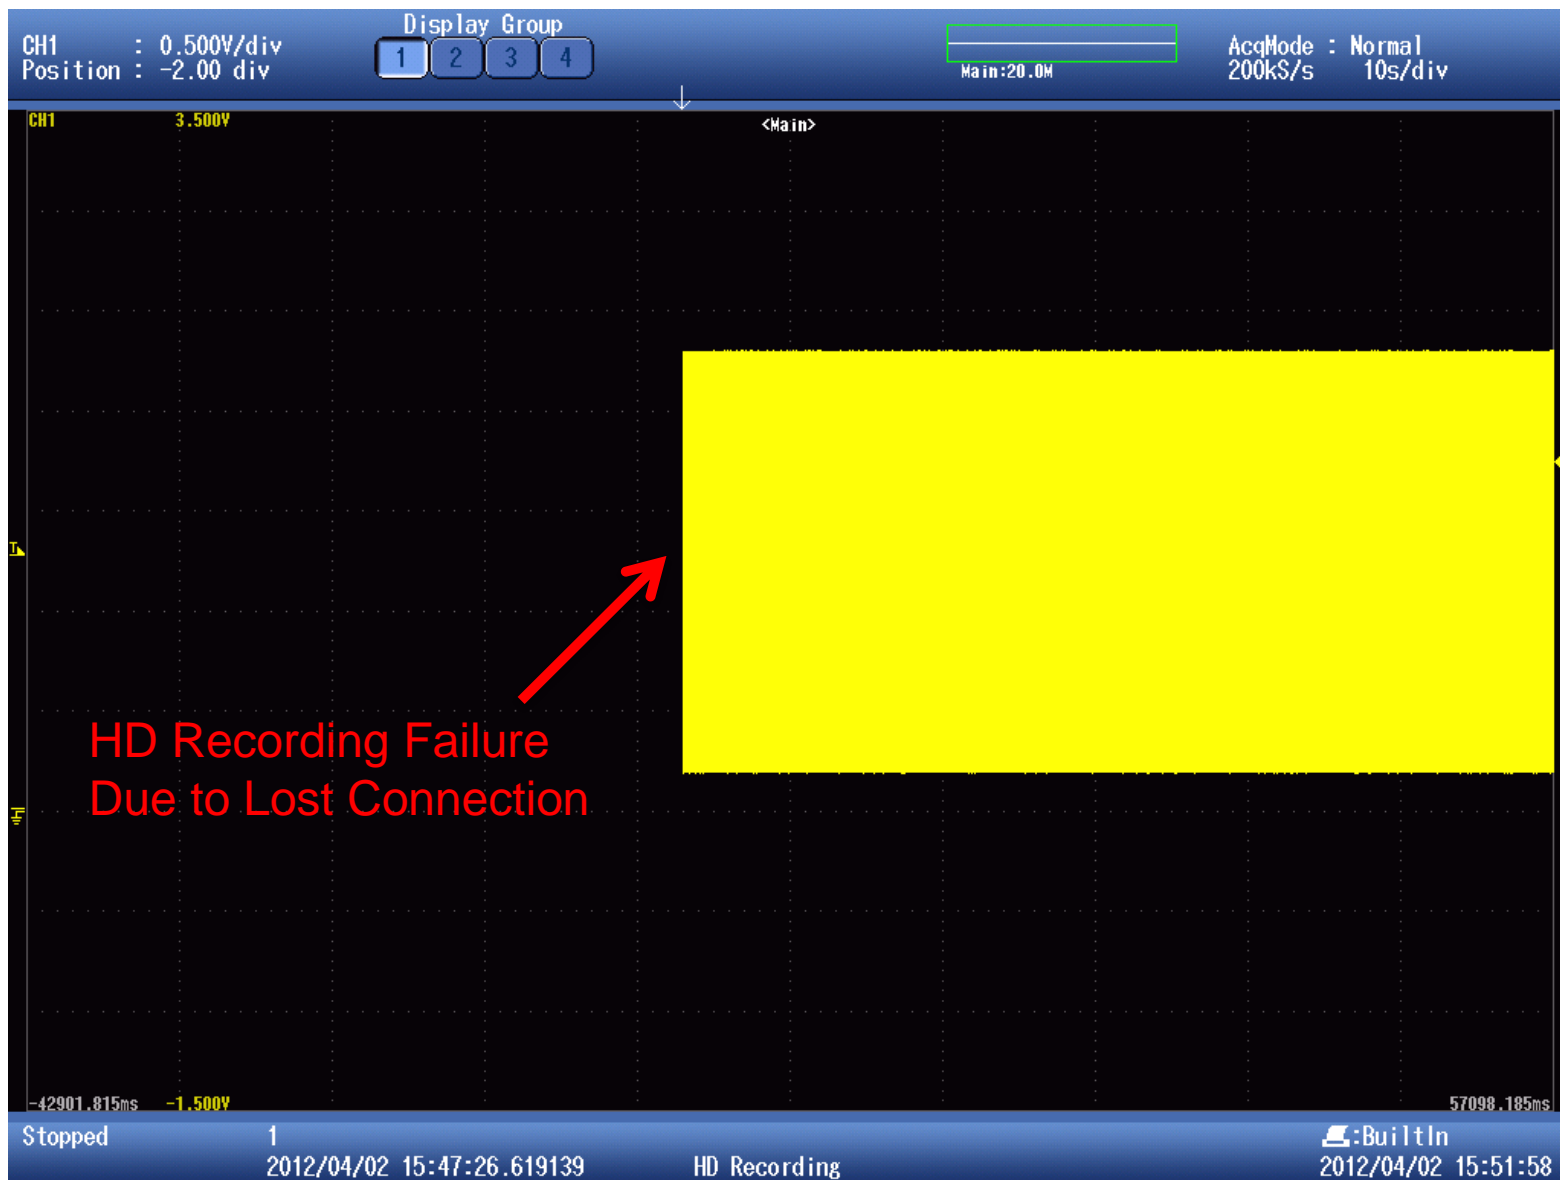 CH1 : 0.500V/div
Position : -2.00 div
Display Group
1 2 3 4
Main:20.0M
AcqMode : Normal
200kS/s 10s/div
CH1 3.500V
<Main>
T
HD Recording Failure
Due to Lost Connection
-42901.815ms -1.500V
57098.185ms
Stopped 1
2012/04/02 15:47:26.619139
HD Recording
:BuiltIn
2012/04/02 15:51:58